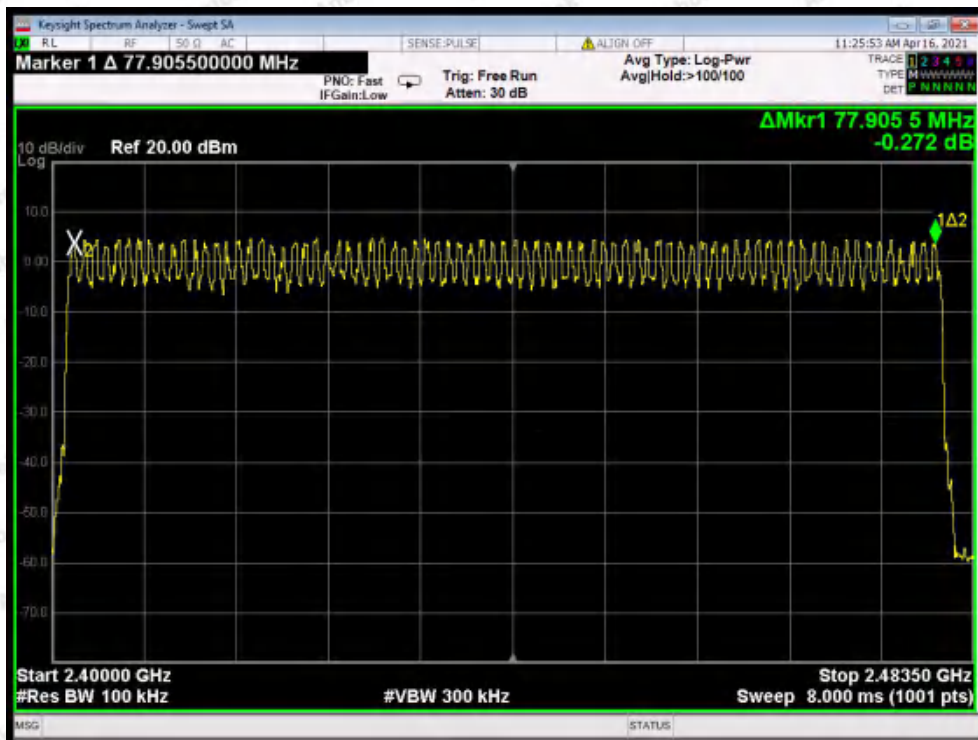 Keysight Spectrum Analyzer - Swept SA
RL RF 50 Ω AC SENSE:PULSE ALIGN OFF 11:25:53 AM Apr 16, 2021
Marker 1 Δ 77.905500000 MHz
PNO: Fast
IFGain:Low
Trig: Free Run
Atten: 30 dB
Avg Type: Log-Pwr
Avg|Hold:>100/100
TRACE 1 2 3 4 5 6
TYPE M
DET P N N N N N
ΔMkr1 77.905 5 MHz
-0.272 dB
10 dB/div Ref 20.00 dBm
Log
10.0
1Δ2
X2
0.00
-10.0
-20.0
-30.0
-40.0
-50.0
-60.0
-70.0
Start 2.40000 GHz Stop 2.48350 GHz
#Res BW 100 kHz #VBW 300 kHz Sweep 8.000 ms (1001 pts)
MSG STATUS